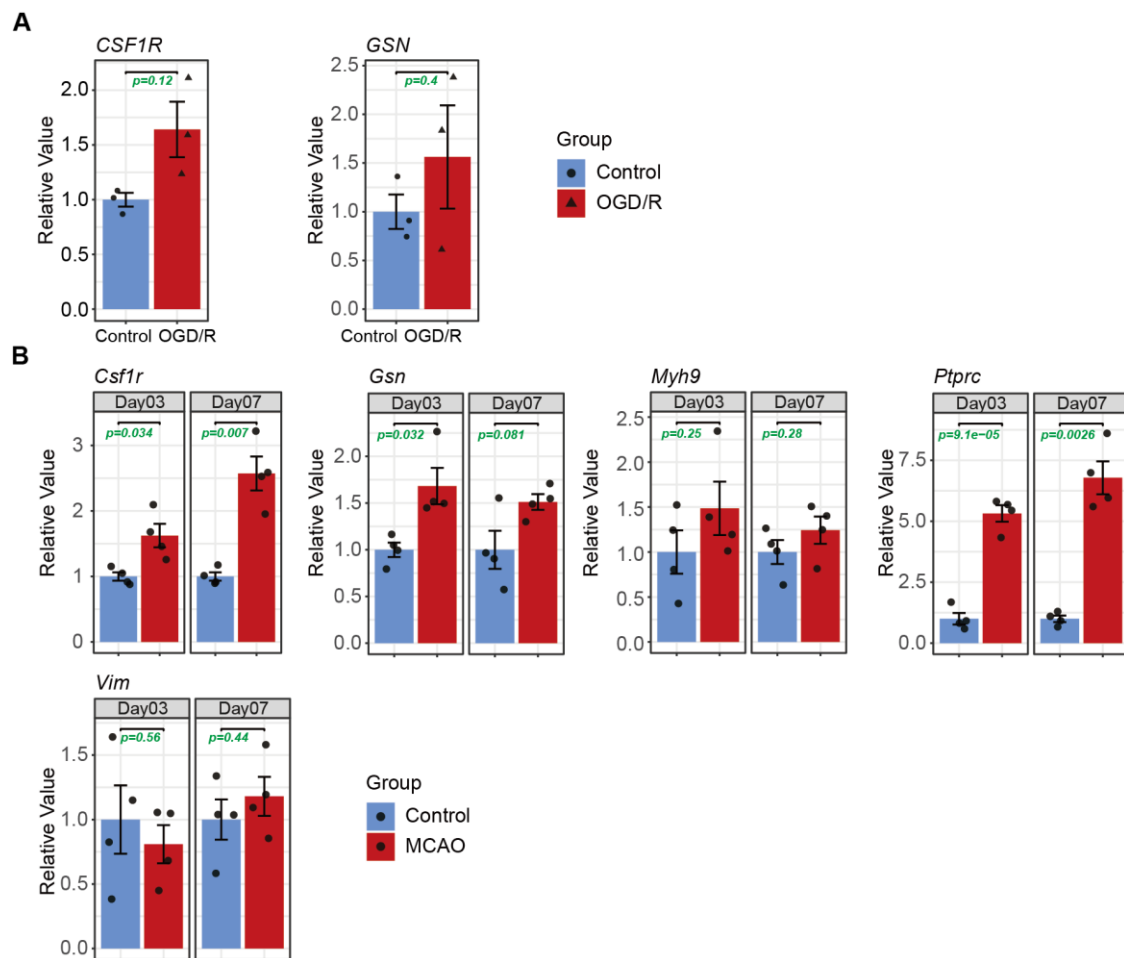 A
CSF1R
GSN
Relative Value
2.0
1.5
1.0
0.5
0.0
p=0.12
Control OGD/R
Relative Value
2.5
2.0
1.5
1.0
0.5
0.0
p=0.4
Control OGD/R
Group
Control
OGD/R
B
Csf1r
Day03 Day07
p=0.034 p=0.007
Relative Value
3
2
1
0
Gsn
Day03 Day07
p=0.032 p=0.081
Relative Value
2.0
1.5
1.0
0.5
0.0
Myh9
Day03 Day07
p=0.25 p=0.28
Relative Value
2.5
2.0
1.5
1.0
0.5
0.0
Ptprc
Day03 Day07
p=9.1e−05 p=0.0026
Relative Value
7.5
5.0
2.5
0.0
Vim
Day03 Day07
p=0.56 p=0.44
Relative Value
1.5
1.0
0.5
0.0
Group
Control
MCAO